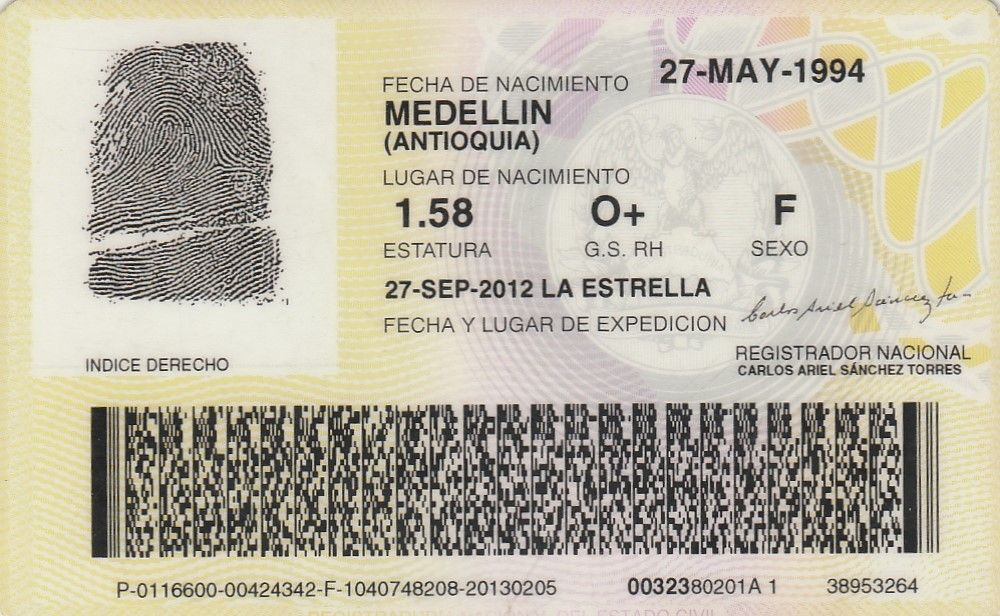 FECHA DE NACIMIENTO 27-MAY-1994
MEDELLIN
(ANTIOQUIA)
LUGAR DE NACIMIENTO
1.58 O+ F
ESTATURA G.S. RH SEXO
27-SEP-2012 LA ESTRELLA
FECHA Y LUGAR DE EXPEDICION
Carlos Ariel Sánchez
INDICE DERECHO
REGISTRADOR NACIONAL
CARLOS ARIEL SÁNCHEZ TORRES
P-0116600-00424342-F-1040748208-20130205 0032380201A 1 38953264